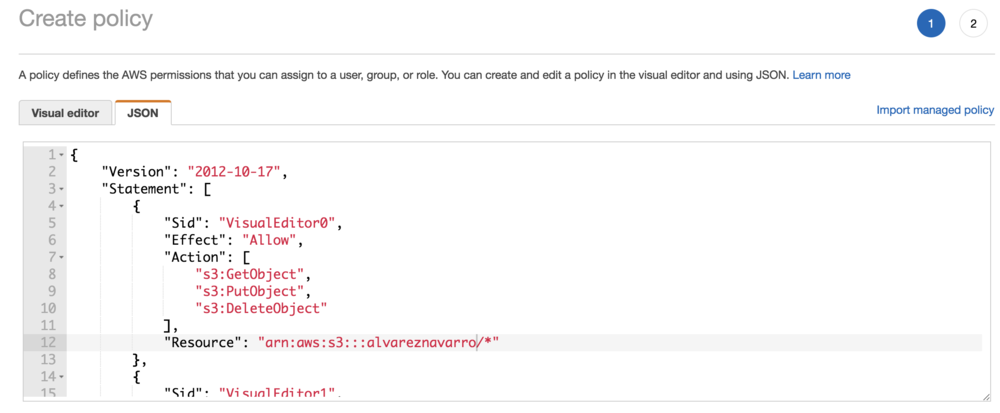 Create policy
1 2
A policy defines the AWS permissions that you can assign to a user, group, or role. You can create and edit a policy in the visual editor and using JSON. Learn more
Visual editor JSON Import managed policy
1 {
2 "Version": "2012-10-17",
3 "Statement": [
4 {
5 "Sid": "VisualEditor0",
6 "Effect": "Allow",
7 "Action": [
8 "s3:GetObject",
9 "s3:PutObject",
10 "s3:DeleteObject"
11 ],
12 "Resource": "arn:aws:s3:::alvareznavarro/*"
13 },
14 {
15 "Sid": "VisualEditor1",